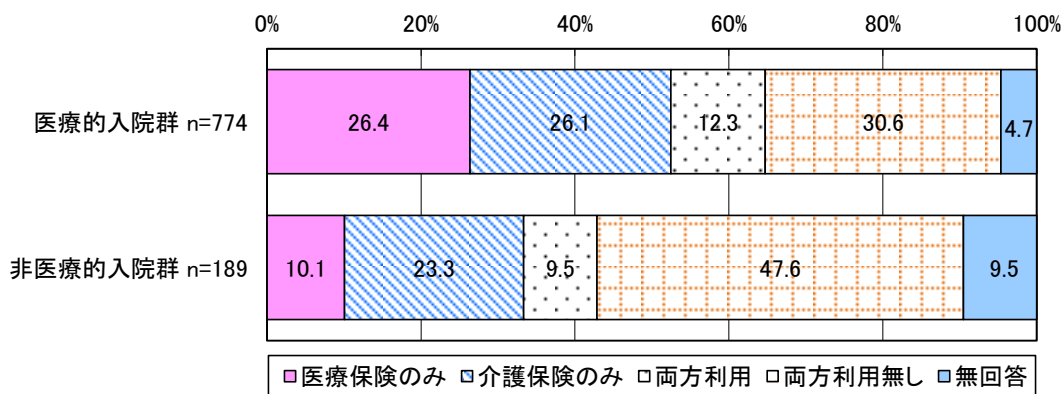 0% 20% 40% 60% 80% 100%
医療的入院群 n=774 26.4 26.1 12.3 30.6 4.7
非医療的入院群 n=189 10.1 23.3 9.5 47.6 9.5
医療保険のみ 介護保険のみ 両方利用 両方利用無し 無回答